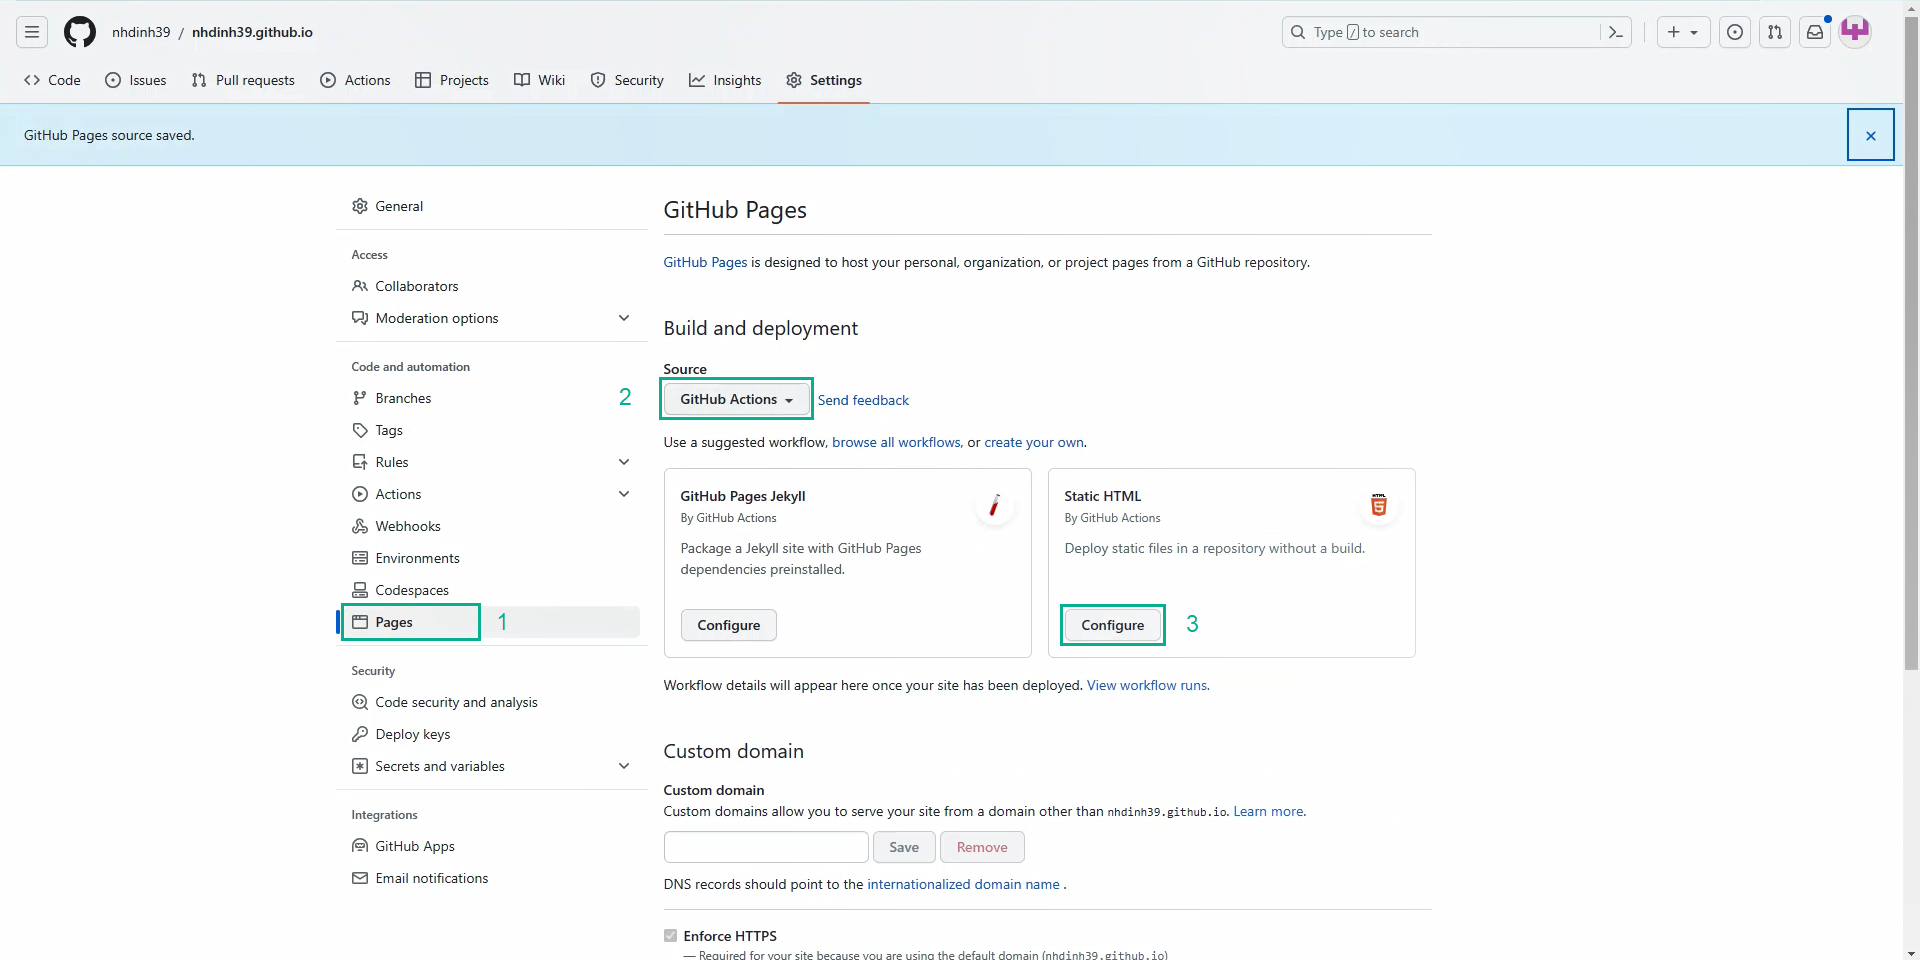 nhdinh39 / nhdinh39.github.io
Type / to search
Code Issues Pull requests Actions Projects Wiki Security Insights Settings
GitHub Pages source saved.
General
Access
Collaborators
Moderation options
Code and automation
Branches
2
Tags
Rules
Actions
Webhooks
Environments
Codespaces
Pages
1
Security
Code security and analysis
Deploy keys
Secrets and variables
Integrations
GitHub Apps
Email notifications
GitHub Pages
GitHub Pages is designed to host your personal, organization, or project pages from a GitHub repository.
Build and deployment
Source
GitHub Actions
Send feedback
Use a suggested workflow, browse all workflows, or create your own.
GitHub Pages Jekyll
By GitHub Actions
Package a Jekyll site with GitHub Pages
dependencies preinstalled.
Configure
Static HTML
By GitHub Actions
HTML
5
Deploy static files in a repository without a build.
Configure
3
Workflow details will appear here once your site has been deployed. View workflow runs.
Custom domain
Custom domain
Custom domains allow you to serve your site from a domain other than nhdinh39.github.io. Learn more.
Save
Remove
DNS records should point to the internationalized domain name .
Enforce HTTPS
— Required for your site because you are using the default domain (nhdinh39.github.io)